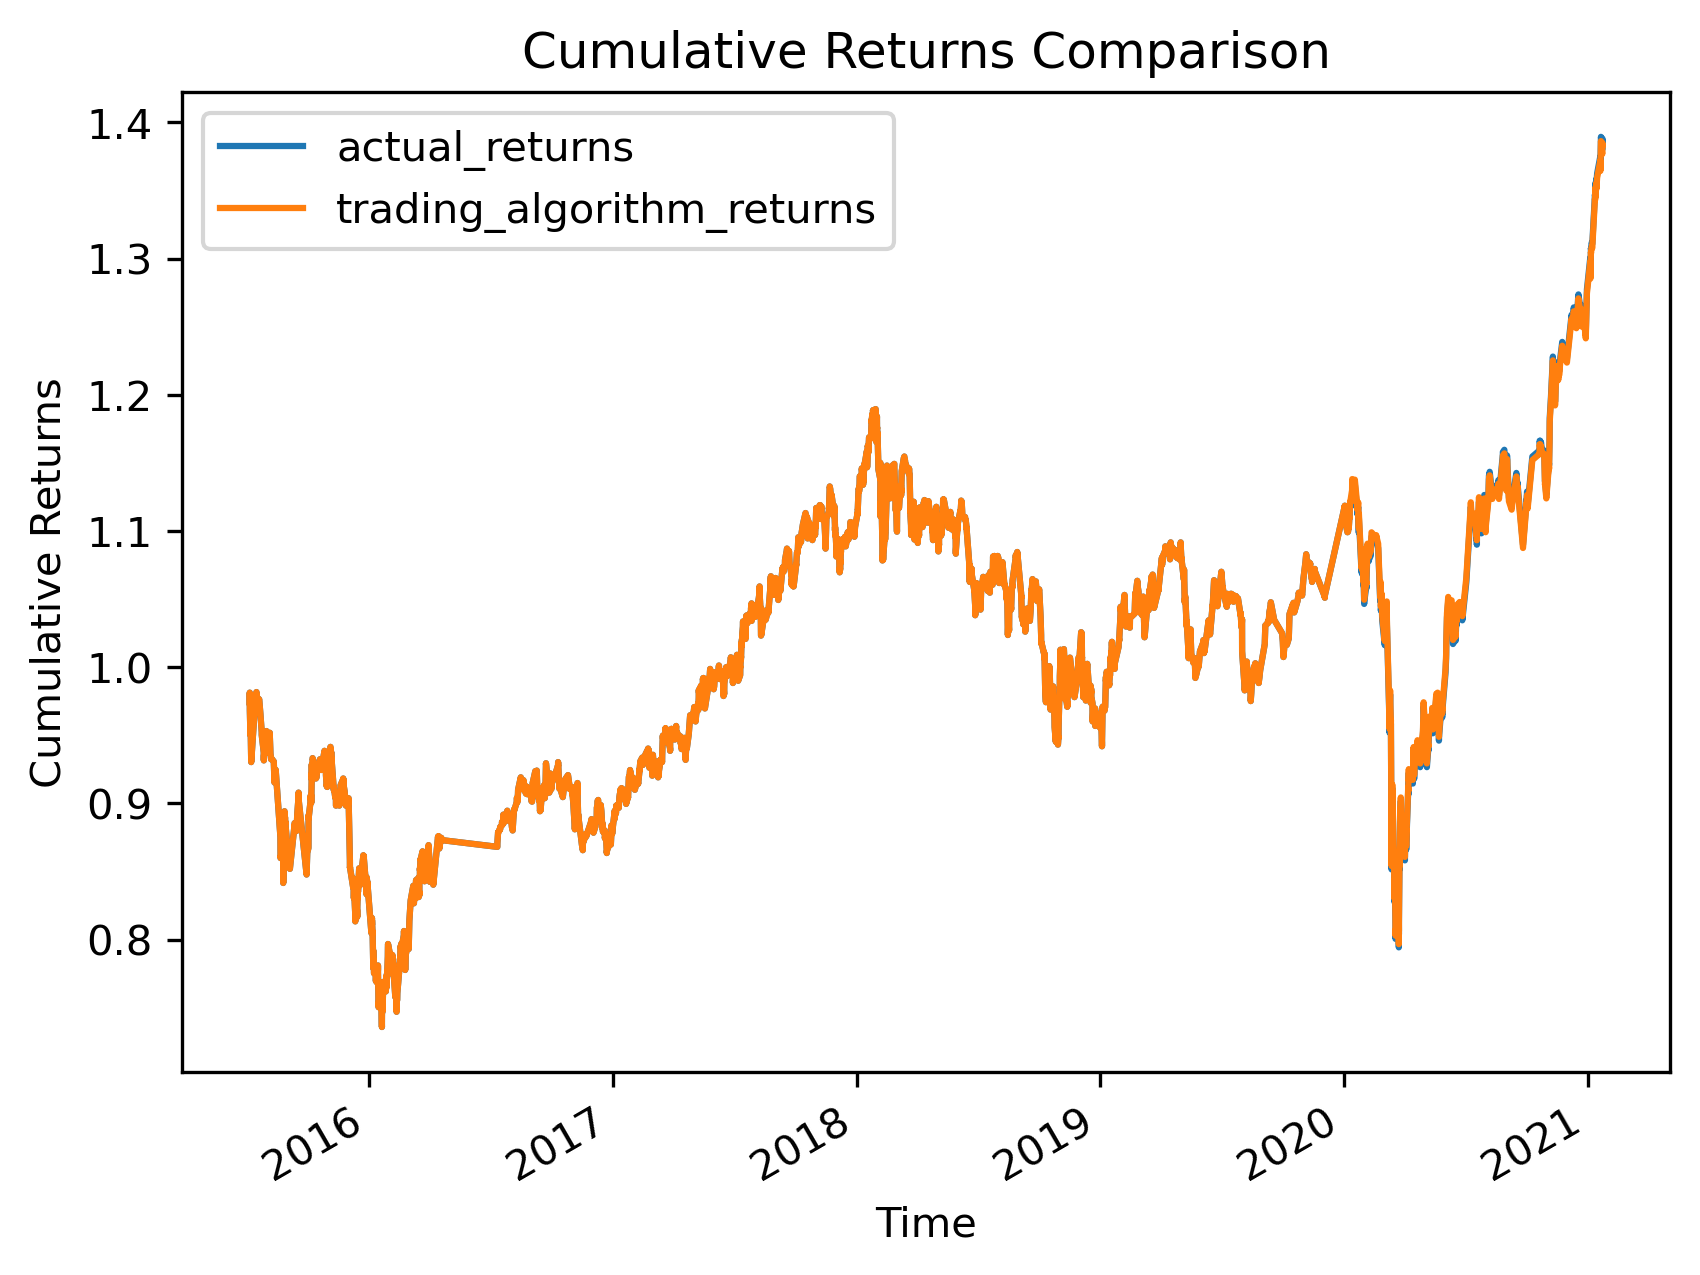 Cumulative Returns Comparison
actual_returns
trading_algorithm_returns
1.4
1.3
1.2
1.1
1.0
0.9
0.8
Cumulative Returns
2016
2017
2018
2019
2020
2021
Time